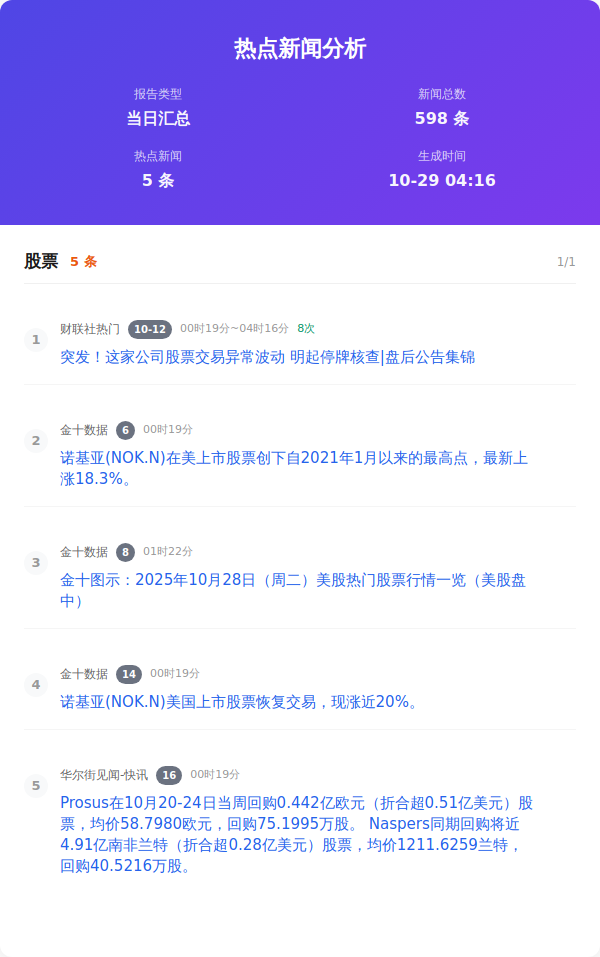 热点新闻分析
报告类型
新闻总数
当日汇总
598 条
热点新闻
生成时间
5 条
10-29 04:16
股票 5 条 1/1
1
财联社热门 10-12 00时19分~04时16分 8次
突发！这家公司股票交易异常波动 明起停牌核查|盘后公告集锦
2
金十数据 6 00时19分
诺基亚(NOK.N)在美上市股票创下自2021年1月以来的最高点，最新上
涨18.3%。
3
金十数据 8 01时22分
金十图示：2025年10月28日（周二）美股热门股票行情一览（美股盘
中）
4
金十数据 14 00时19分
诺基亚(NOK.N)美国上市股票恢复交易，现涨近20%。
5
华尔街见闻-快讯 16 00时19分
Prosus在10月20-24日当周回购0.442亿欧元（折合超0.51亿美元）股
票，均价58.7980欧元，回购75.1995万股。 Naspers同期回购将近
4.91亿南非兰特（折合超0.28亿美元）股票，均价1211.6259兰特，
回购40.5216万股。